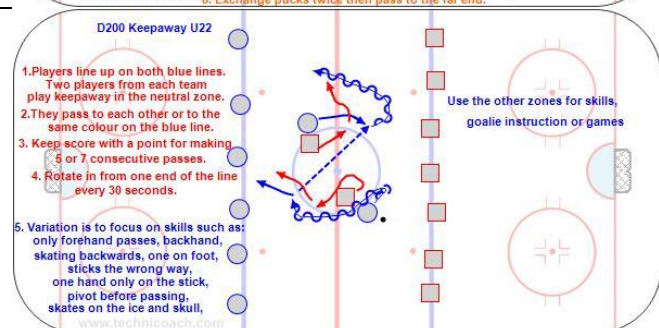 6. Exchange pucks twice then pass to the far end.
D200 Keepaway U22
1.Players line up on both blue lines.
Two players from each team
play keepaway in the neutral zone.
2.They pass to each other or to the
same colour on the blue line.
3. Keep score with a point for making
5 or 7 consecutive passes.
4. Rotate in from one end of the line
every 30 seconds.
Use the other zones for skills,
goalie instruction or games
5. Variation is to focus on skills such as:
only forehand passes, backhand,
skating backwards, one on foot,
sticks the wrong way,
one hand only on the stick,
pivot before passing,
skates on the ice and skull,
www.technicoach.com